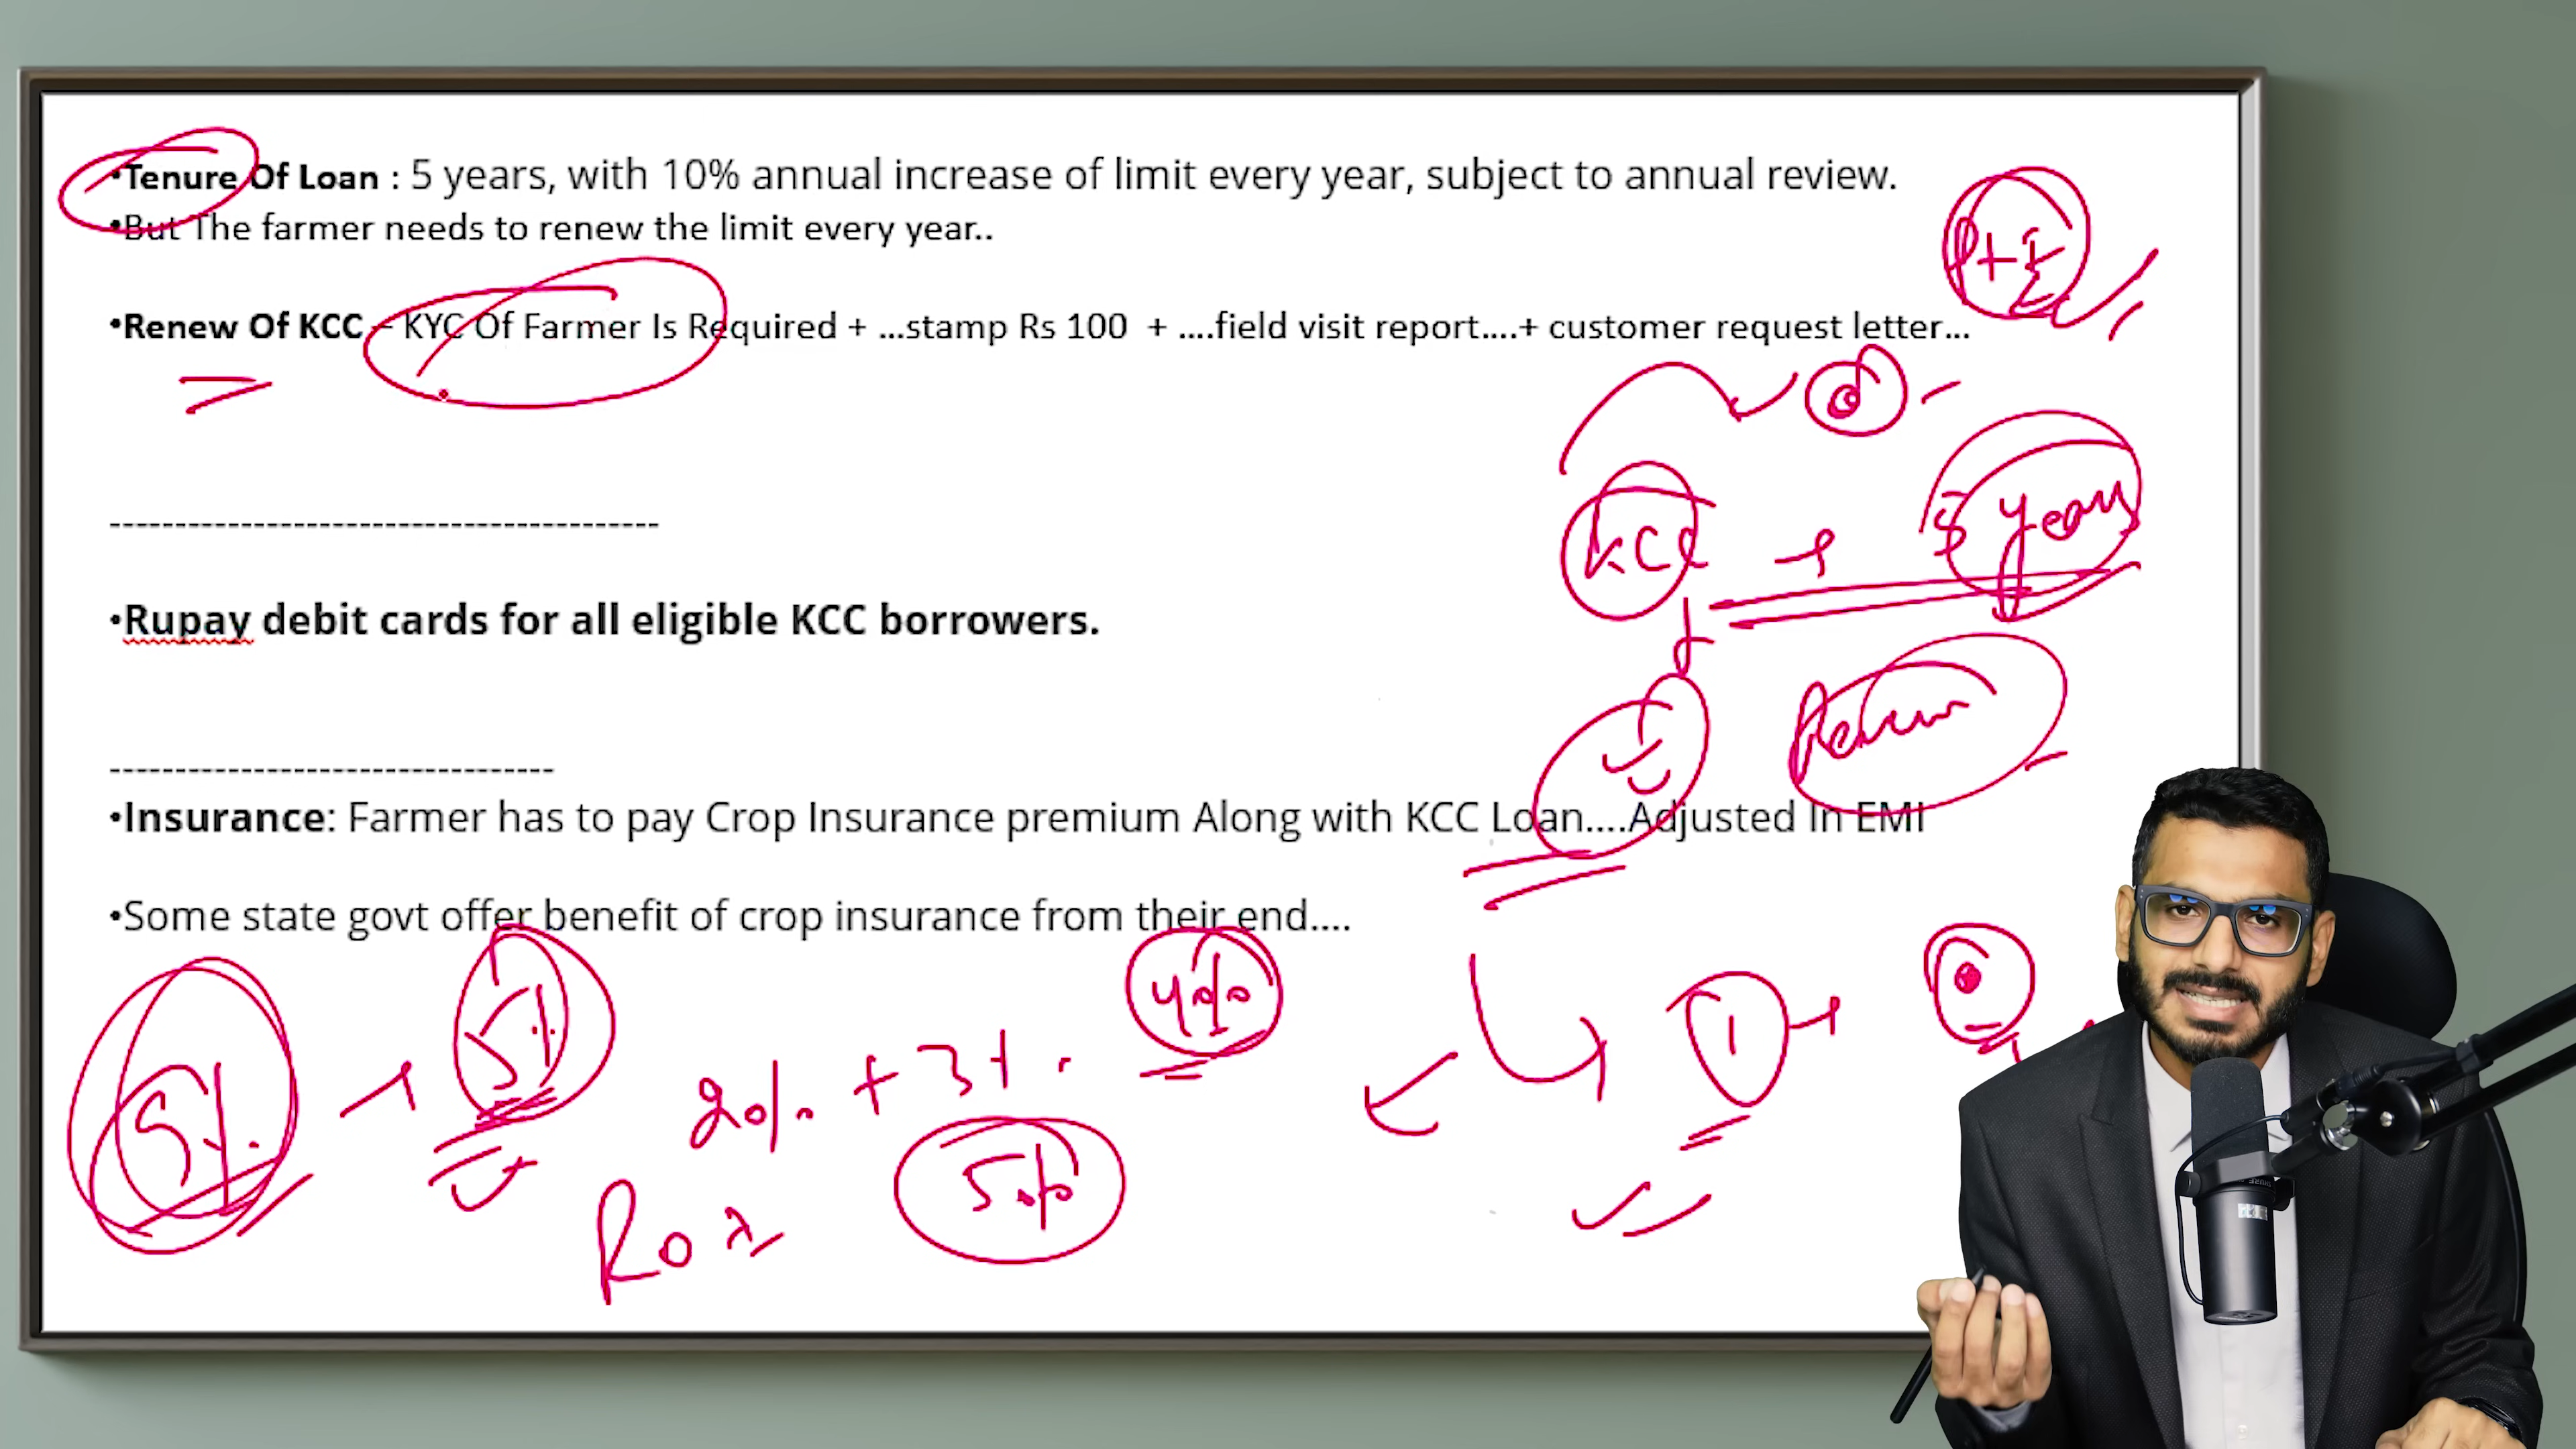 •Tenure Of Loan : 5 years, with 10% annual increase of limit every year, subject to annual review.
•But The farmer needs to renew the limit every year..
P+I
•Renew Of KCC – KYC Of Farmer Is Required + ...stamp Rs 100 + ....field visit report....+ customer request letter...
KCC 5 years
-------------------------------------------
•Rupay debit cards for all eligible KCC borrowers.
Renew
-----------------------------------
•Insurance: Farmer has to pay Crop Insurance premium Along with KCC Loan....Adjusted In EMI
•Some state govt offer benefit of crop insurance from their end....
9% 5% 2% + 3% 4% 1
ROI 5%